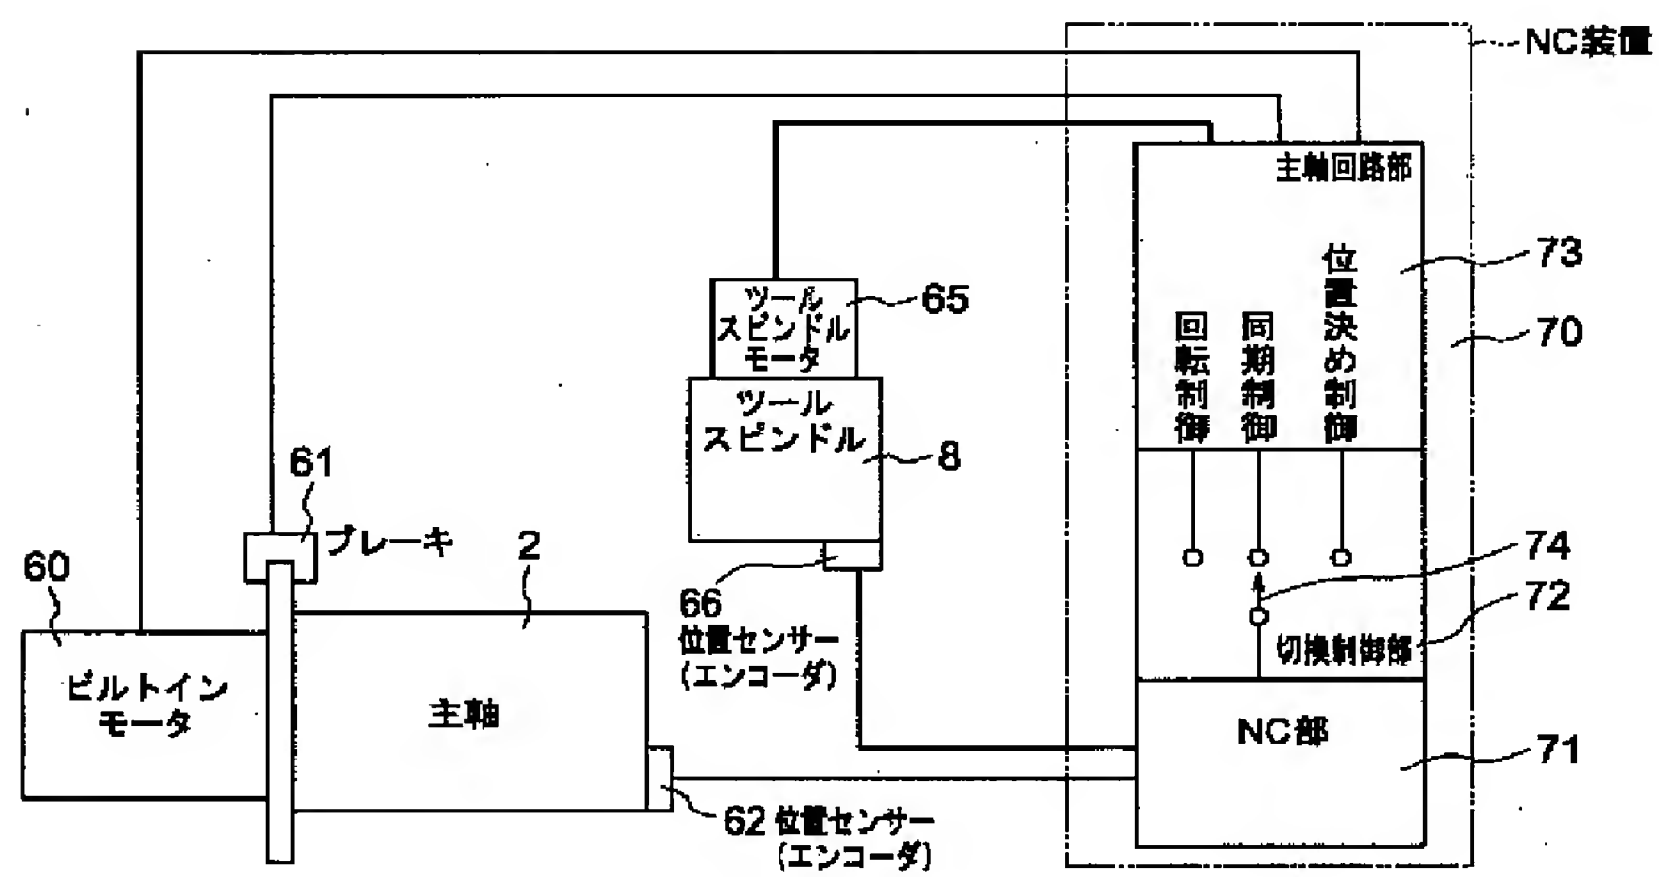 NC装置
主軸回路部
73
位置決め制御
70
ツール
スピンドル
モータ
65
回転制御
同期制御
ツール
スピンドル
8
61
ブレーキ
2
60
74
72
66
位置センサー
(エンコーダ)
切換制御部
ビルトイン
モータ
主軸
NC部
71
62 位置センサー
(エンコーダ)